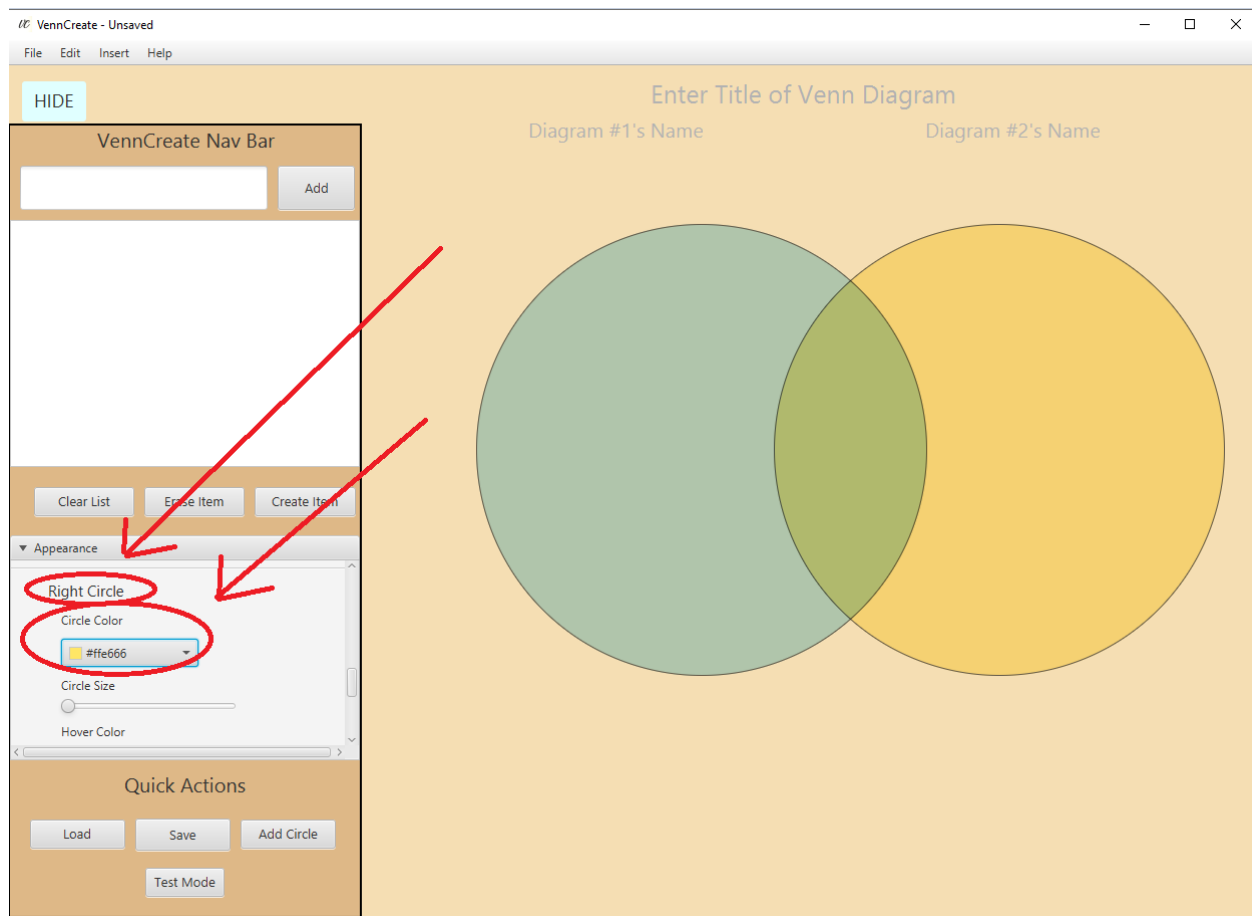 VC VennCreate - Unsaved
File Edit Insert Help
HIDE
Enter Title of Venn Diagram
Diagram #1's Name Diagram #2's Name
VennCreate Nav Bar
Add
Clear List Erase Item Create Item
Appearance
Right Circle
Circle Color
#ffe666
Circle Size
Hover Color
Quick Actions
Load Save Add Circle
Test Mode